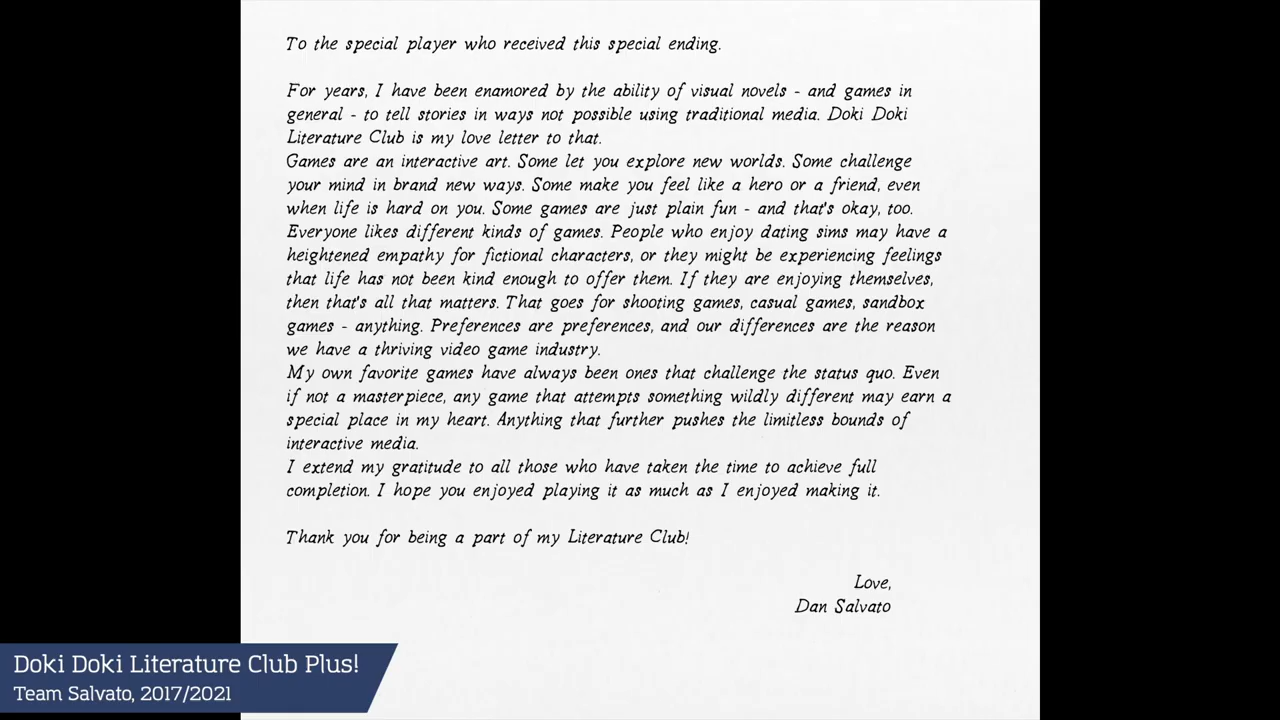 To the special player who received this special ending.
For years, I have been enamored by the ability of visual novels - and games in
general - to tell stories in ways not possible using traditional media. Doki Doki
Literature Club is my love letter to that.
Games are an interactive art. Some let you explore new worlds. Some challenge
your mind in brand new ways. Some make you feel like a hero or a friend, even
when life is hard on you. Some games are just plain fun - and that's okay, too.
Everyone likes different kinds of games. People who enjoy dating sims may have a
heightened empathy for fictional characters, or they might be experiencing feelings
that life has not been kind enough to offer them. If they are enjoying themselves,
then that's all that matters. That goes for shooting games, casual games, sandbox
games - anything. Preferences are preferences, and our differences are the reason
we have a thriving video game industry.
My own favorite games have always been ones that challenge the status quo. Even
if not a masterpiece, any game that attempts something wildly different may earn a
special place in my heart. Anything that further pushes the limitless bounds of
interactive media.
I extend my gratitude to all those who have taken the time to achieve full
completion. I hope you enjoyed playing it as much as I enjoyed making it.
Thank you for being a part of my Literature Club!
Love,
Dan Salvato
Doki Doki Literature Club Plus!
Team Salvato, 2017/2021